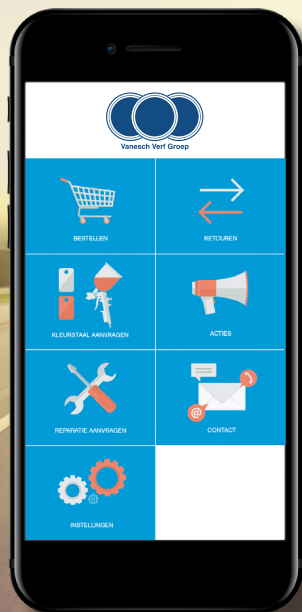 Vanesch Verf Groep
BESTELLEN
RETOUREN
KLEURSTAAL AANVRAGEN
ACTIES
REPARATIE AANVRAGEN
@
CONTACT
INSTELLINGEN